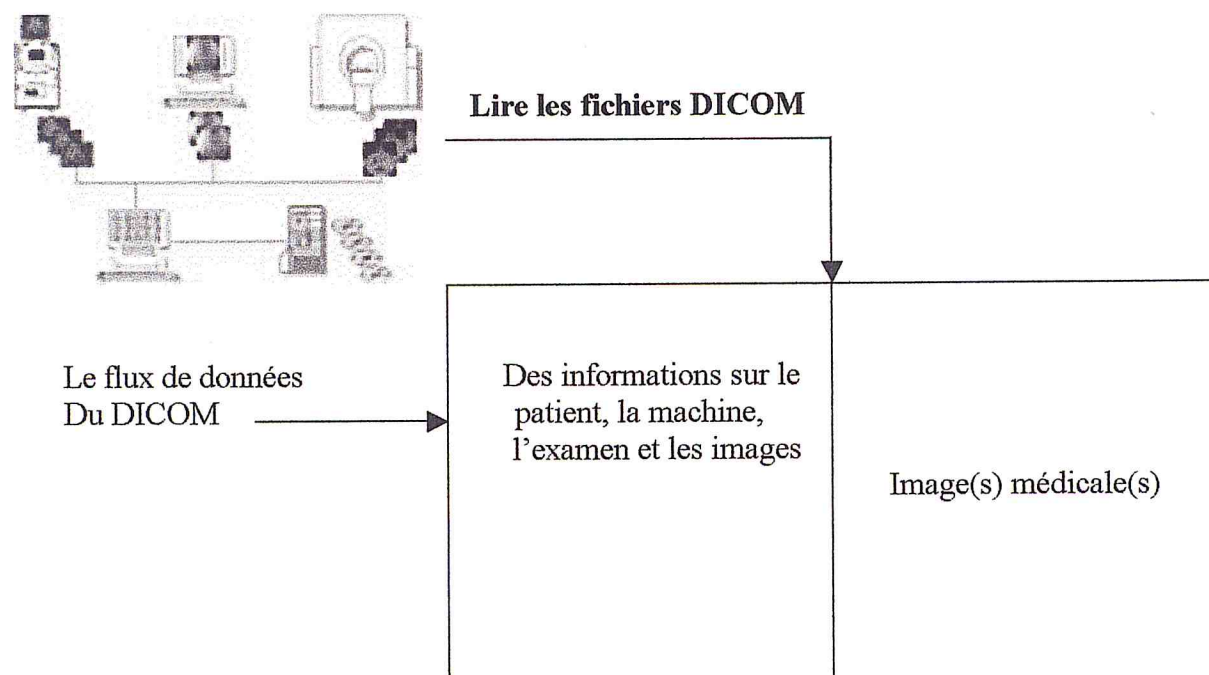 Lire les fichiers DICOM
Le flux de données
Du DICOM
Des informations sur le
patient, la machine,
l’examen et les images
Image(s) médicale(s)